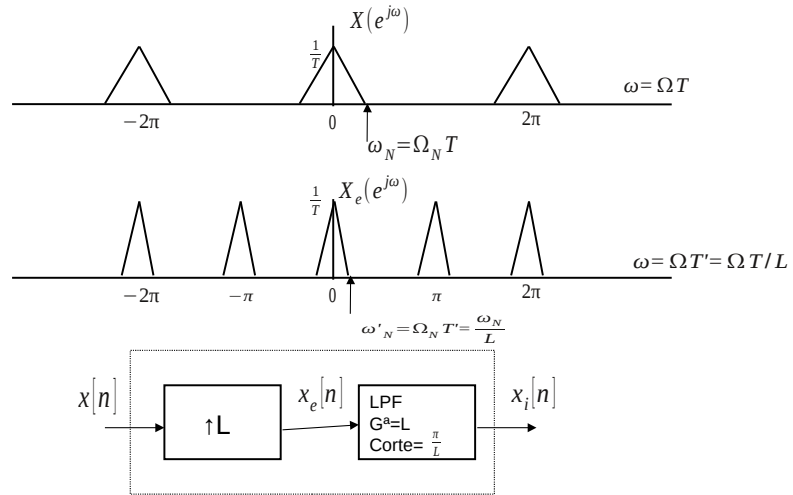 X(e^{jω})
1/T
ω=ΩT
−2π 0 2π
ω_N=Ω_N T
1/T X_e(e^{jω})
ω=ΩT'=ΩT/L
−2π −π 0 π 2π
ω'_N=Ω_N T'=ω_N/L
x[n] x_e[n] x_i[n]
↑L
LPF
Gª=L
Corte= π/L